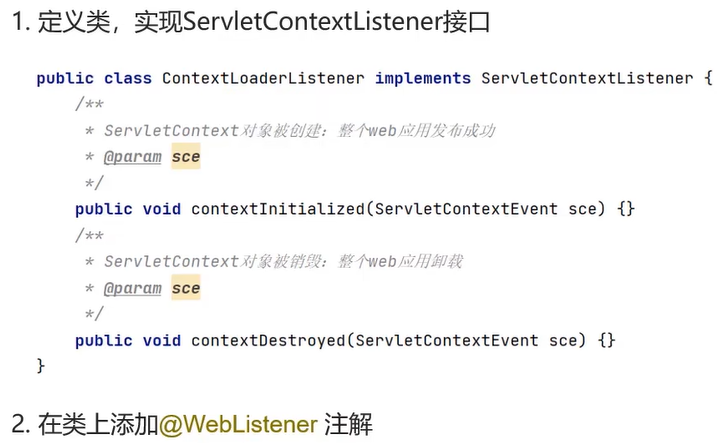 1. 定义类，实现ServletContextListener接口
public class ContextLoaderListener implements ServletContextListener {
/**
* ServletContext对象被创建：整个web应用发布成功
* @param sce
*/
public void contextInitialized(ServletContextEvent sce) {}
/**
* ServletContext对象被销毁：整个web应用卸载
* @param sce
*/
public void contextDestroyed(ServletContextEvent sce) {}
}
2. 在类上添加@WebListener 注解